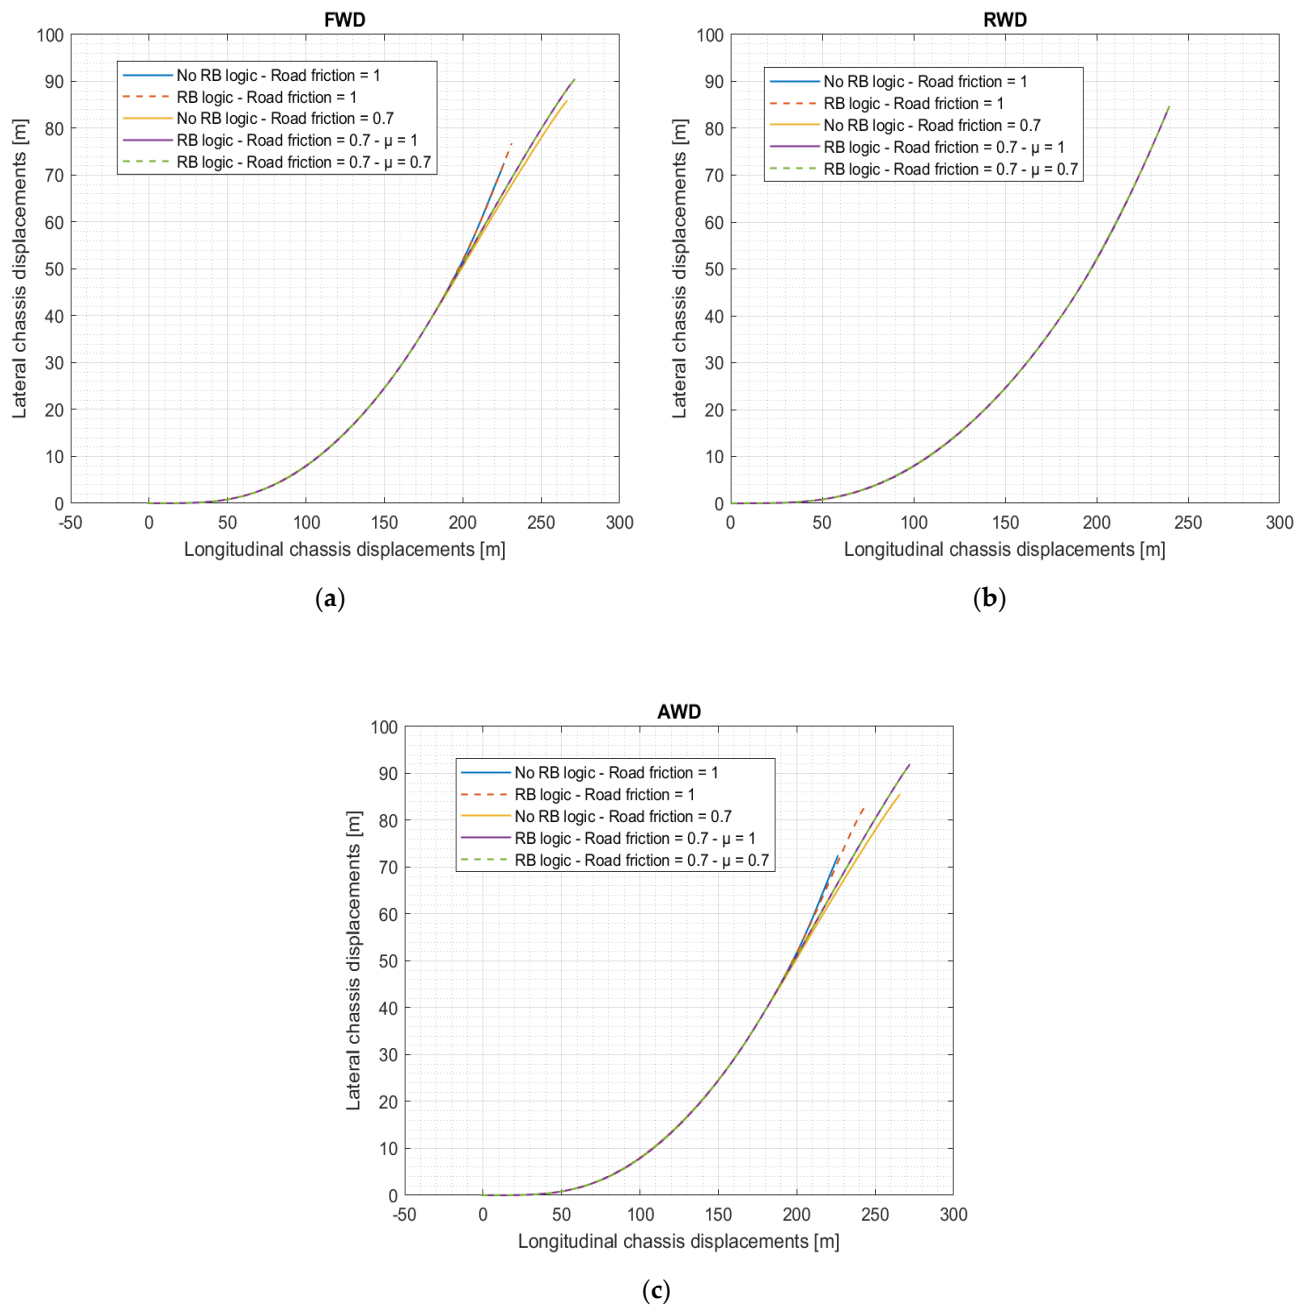 FWD
100
90
80
70
60
50
40
30
20
10
0
Lateral chassis displacements [m]
No RB logic - Road friction = 1
RB logic - Road friction = 1
No RB logic - Road friction = 0.7
RB logic - Road friction = 0.7 - μ = 1
RB logic - Road friction = 0.7 - μ = 0.7
-50 0 50 100 150 200 250 300
Longitudinal chassis displacements [m]
(a)
RWD
100
90
80
70
60
50
40
30
20
10
0
Lateral chassis displacements [m]
No RB logic - Road friction = 1
RB logic - Road friction = 1
No RB logic - Road friction = 0.7
RB logic - Road friction = 0.7 - μ = 1
RB logic - Road friction = 0.7 - μ = 0.7
0 50 100 150 200 250 300
Longitudinal chassis displacements [m]
(b)
AWD
100
90
80
70
60
50
40
30
20
10
0
Lateral chassis displacements [m]
No RB logic - Road friction = 1
RB logic - Road friction = 1
No RB logic - Road friction = 0.7
RB logic - Road friction = 0.7 - μ = 1
RB logic - Road friction = 0.7 - μ = 0.7
-50 0 50 100 150 200 250 300
Longitudinal chassis displacements [m]
(c)